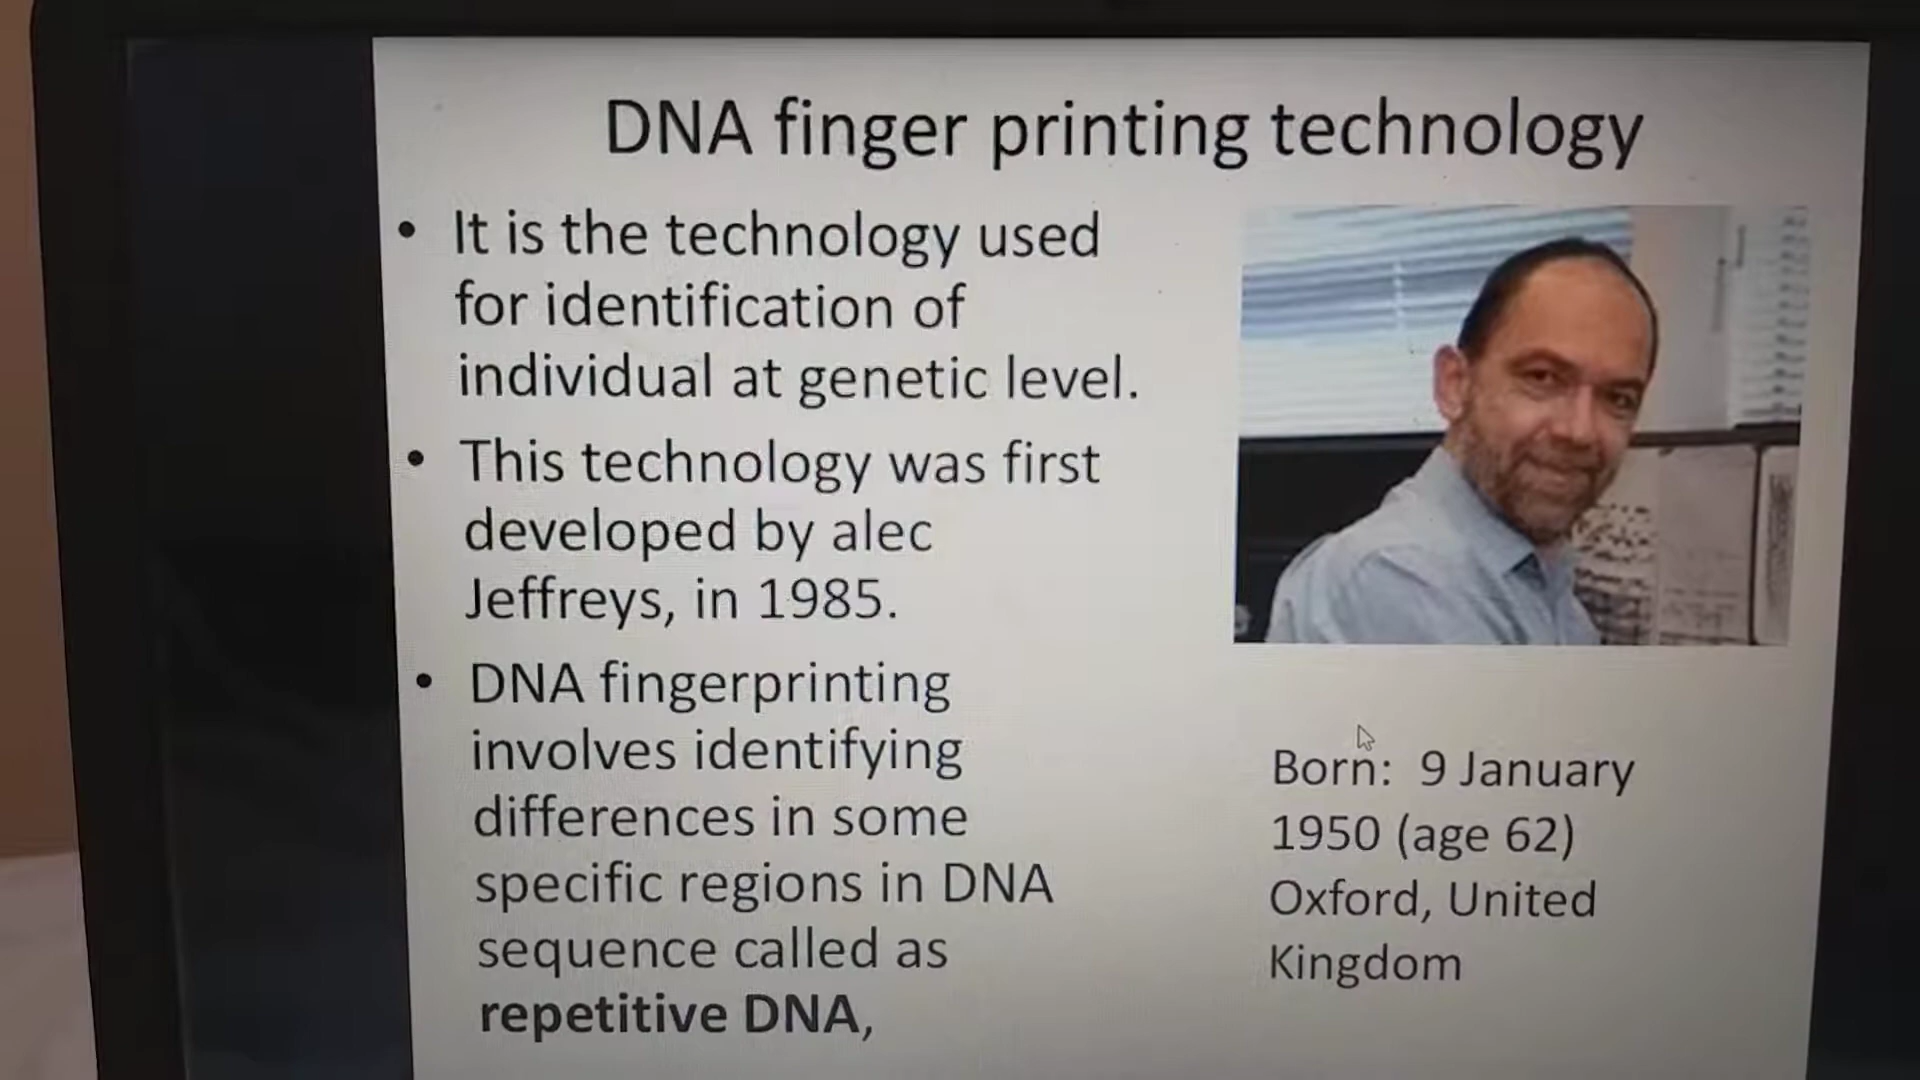 DNA finger printing technology
• It is the technology used
for identification of
individual at genetic level.
• This technology was first
developed by alec
Jeffreys, in 1985.
• DNA fingerprinting
involves identifying
differences in some
specific regions in DNA
sequence called as
repetitive DNA,
Born: 9 January
1950 (age 62)
Oxford, United
Kingdom